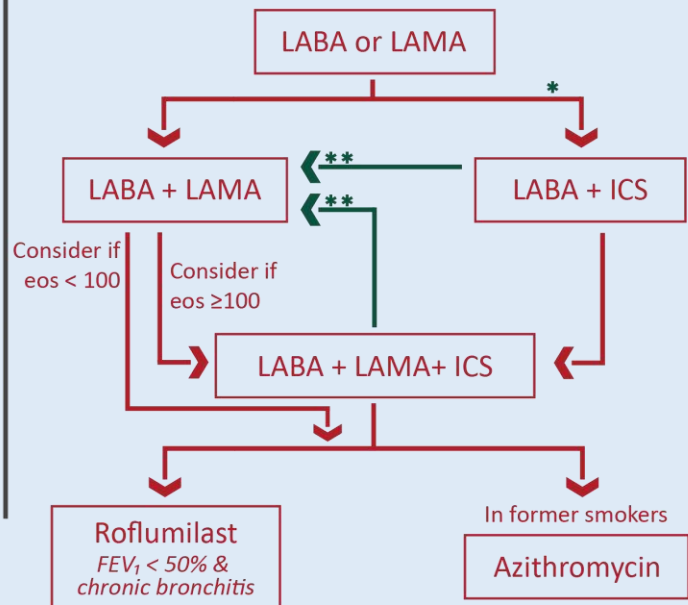 LABA or LAMA
*
LABA + LAMA
**
LABA + ICS
**
Consider if
eos < 100
Consider if
eos ≥100
LABA + LAMA+ ICS
Roflumilast
FEV₁ < 50% &
chronic bronchitis
In former smokers
Azithromycin